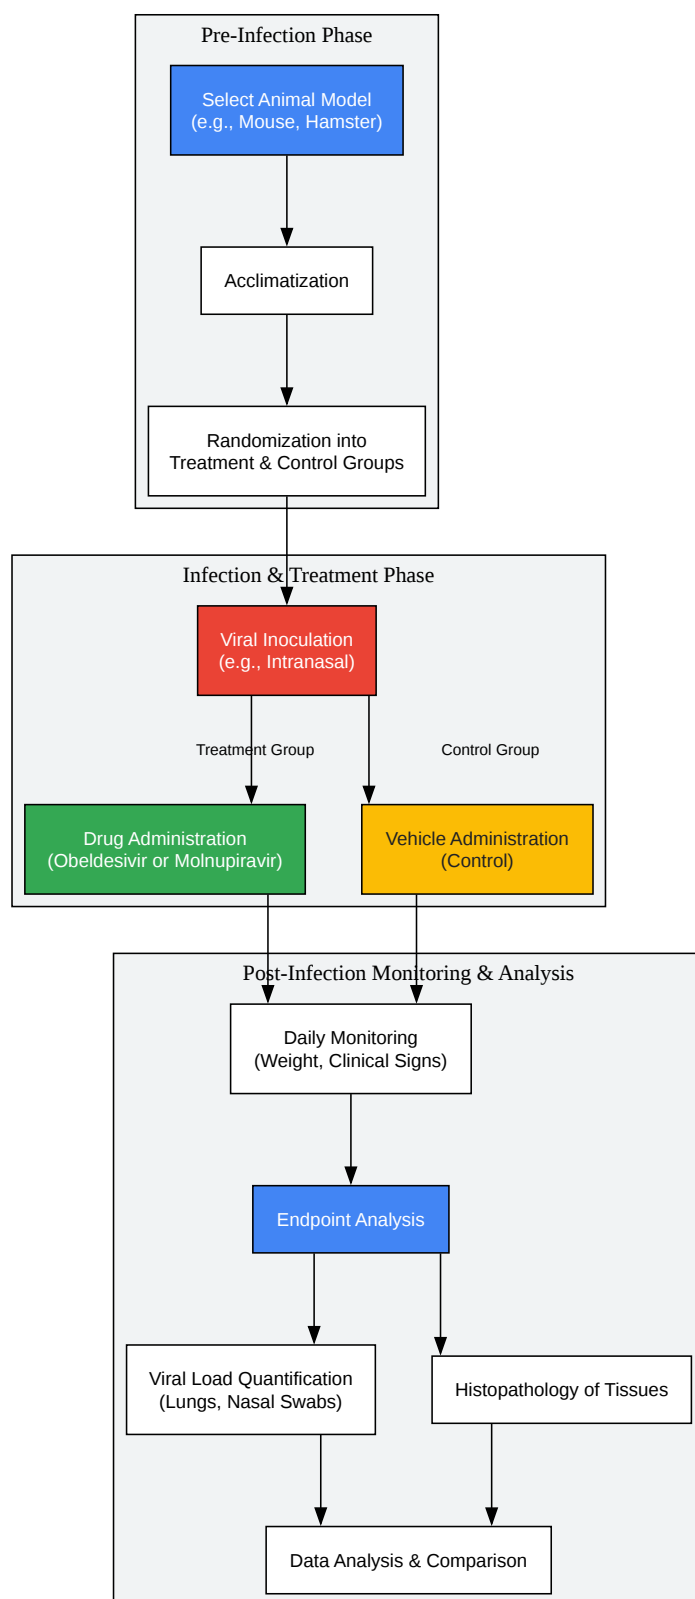 Pre-Infection Phase
Select Animal Model
(e.g., Mouse, Hamster)
Acclimatization
Randomization into
Treatment & Control Groups
Infection & Treatment Phase
Viral Inoculation
(e.g., Intranasal)
Treatment Group
Control Group
Drug Administration
(Obeldesivir or Molnupiravir)
Vehicle Administration
(Control)
Post-Infection Monitoring & Analysis
Daily Monitoring
(Weight, Clinical Signs)
Endpoint Analysis
Viral Load Quantification
(Lungs, Nasal Swabs)
Histopathology of Tissues
Data Analysis & Comparison